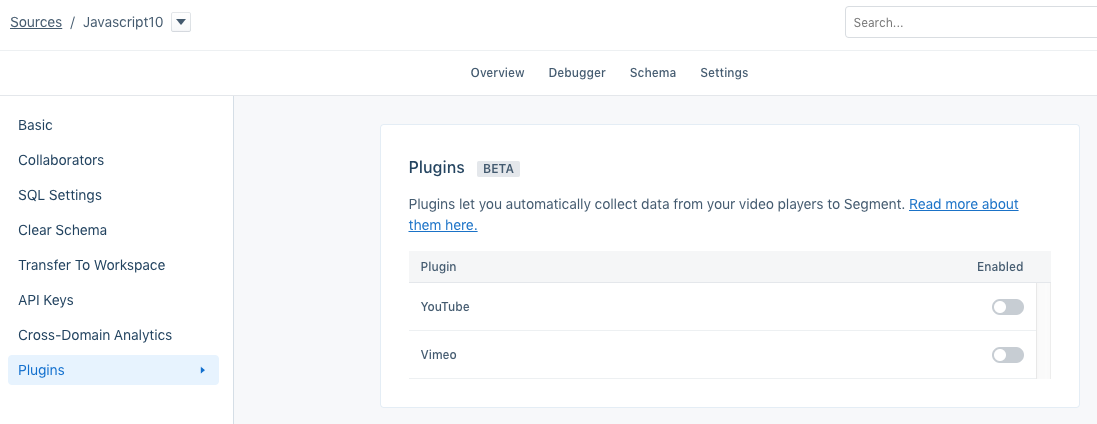 Sources / Javascript10
Search...
Overview Debugger Schema Settings
Basic
Collaborators
SQL Settings
Clear Schema
Transfer To Workspace
API Keys
Cross-Domain Analytics
Plugins
Plugins BETA
Plugins let you automatically collect data from your video players to Segment. Read more about
them here.
Plugin Enabled
YouTube
Vimeo